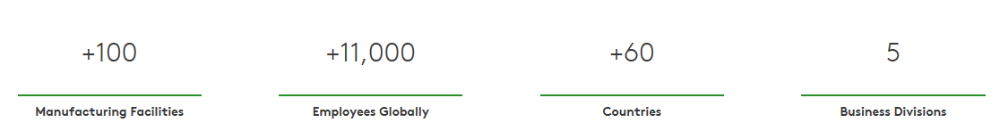 +100
+11,000
+60
5
Manufacturing Facilities
Employees Globally
Countries
Business Divisions